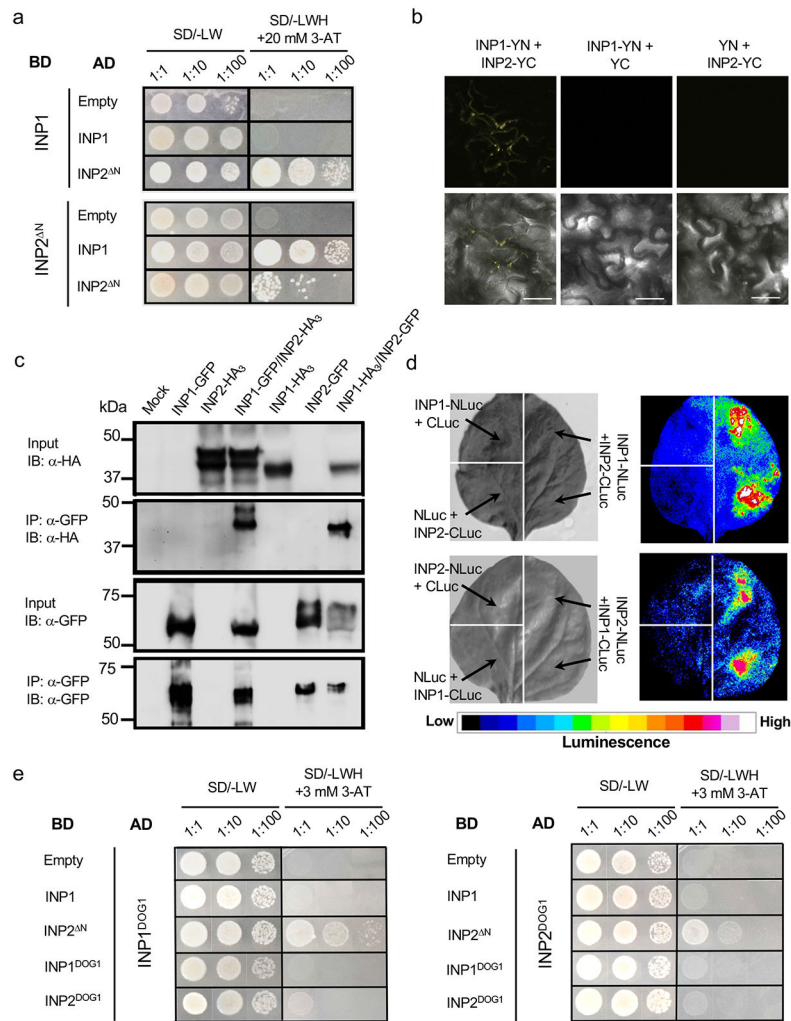 a
SD/-LW
SD/-LWH
+20 mM 3-AT
BD
AD
1:1
1:10
1:100
1:1
1:10
1:100
INP1
Empty
INP1
INP2ΔN
INP2ΔN
Empty
INP1
INP2ΔN
b
INP1-YN +
INP2-YC
INP1-YN +
YC
YN +
INP2-YC
c
kDa
Mock
INP1-GFP
INP2-HA3
INP1-GFP/INP2-HA3
INP1-HA3
INP2-GFP
INP1-HA3/INP2-GFP
Input
IB: α-HA
50
37
IP: α-GFP
IB: α-HA
50
37
Input
IB: α-GFP
75
50
IP: α-GFP
IB: α-GFP
75
50
d
INP1-NLuc
+ CLuc
INP1-NLuc
+INP2-CLuc
NLuc +
INP2-CLuc
INP2-NLuc
+ CLuc
INP2-NLuc
+INP1-CLuc
NLuc +
INP1-CLuc
Low
High
Luminescence
e
SD/-LW
SD/-LWH
+3 mM 3-AT
BD
AD
1:1
1:10
1:100
1:1
1:10
1:100
Empty
INP1
INP2ΔN
INP1DOG1
INP2DOG1
INP1DOG1
SD/-LW
SD/-LWH
+3 mM 3-AT
BD
AD
1:1
1:10
1:100
1:1
1:10
1:100
Empty
INP1
INP2ΔN
INP1DOG1
INP2DOG1
INP2DOG1